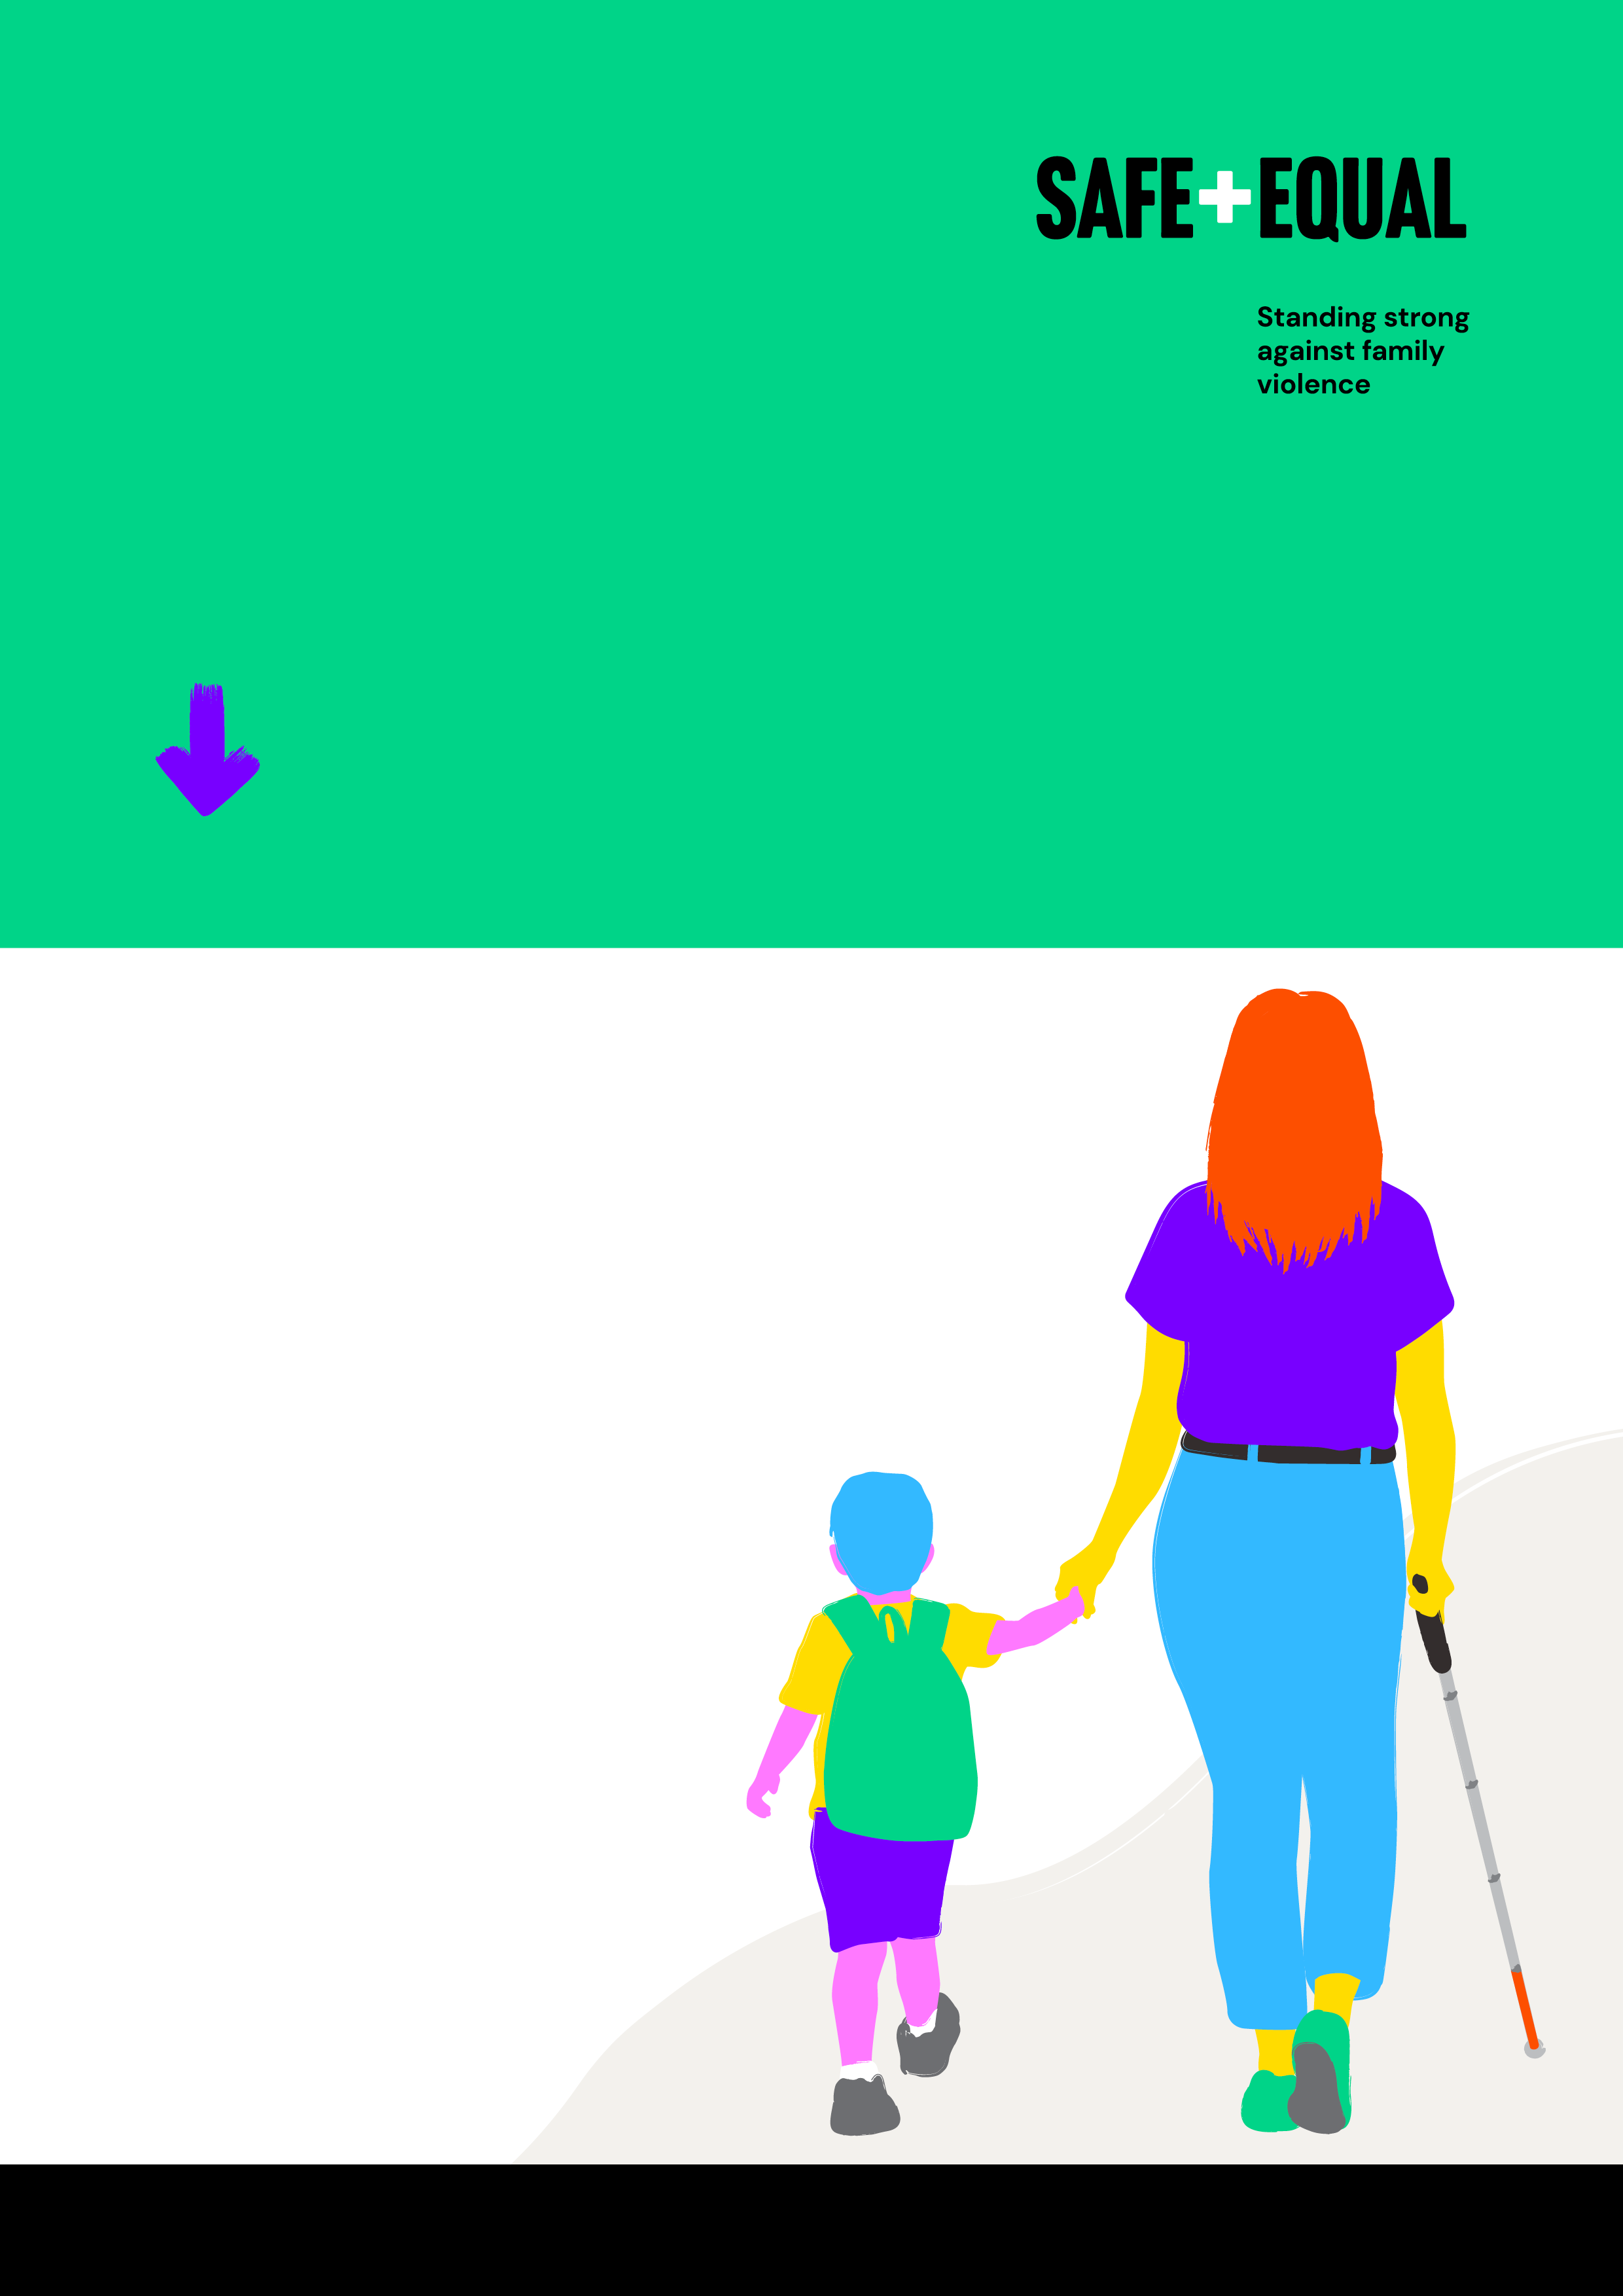 SAFE+EQUAL
Standing strong
against family
violence